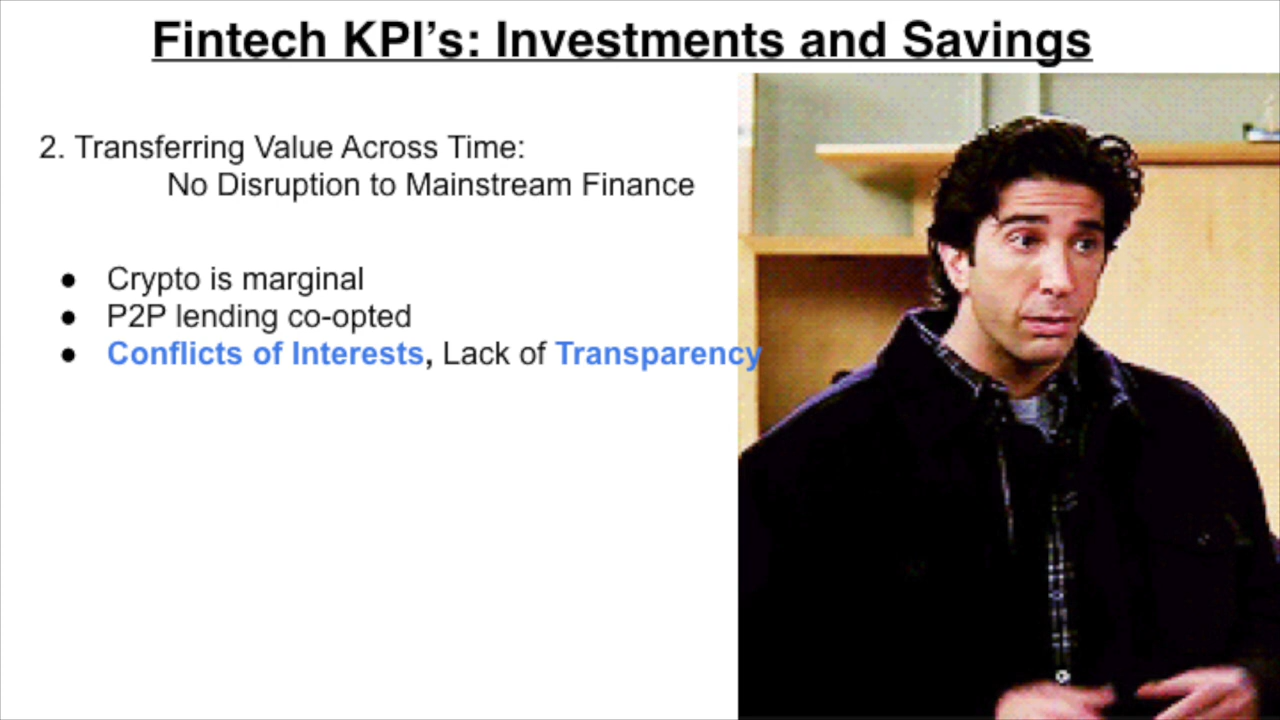 Fintech KPI’s: Investments and Savings
2. Transferring Value Across Time:
No Disruption to Mainstream Finance
● Crypto is marginal
● P2P lending co-opted
● Conflicts of Interests, Lack of Transparency